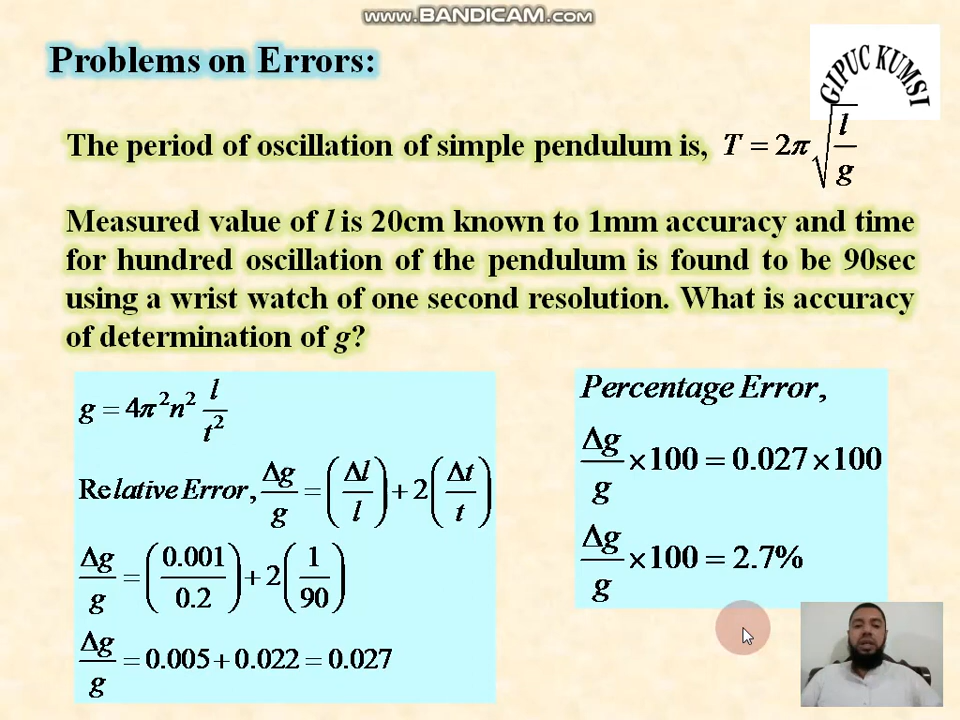 www.BANDICAM.com
Problems on Errors:
GIPUC KUMSI
The period of oscillation of simple pendulum is, T = 2π√(l/g)
Measured value of l is 20cm known to 1mm accuracy and time
for hundred oscillation of the pendulum is found to be 90sec
using a wrist watch of one second resolution. What is accuracy
of determination of g?
g = 4π²n² l/t²
Relative Error, Δg/g = (Δl/l) + 2(Δt/t)
Δg/g = (0.001/0.2) + 2(1/90)
Δg/g = 0.005 + 0.022 = 0.027
Percentage Error,
Δg/g × 100 = 0.027 × 100
Δg/g × 100 = 2.7%